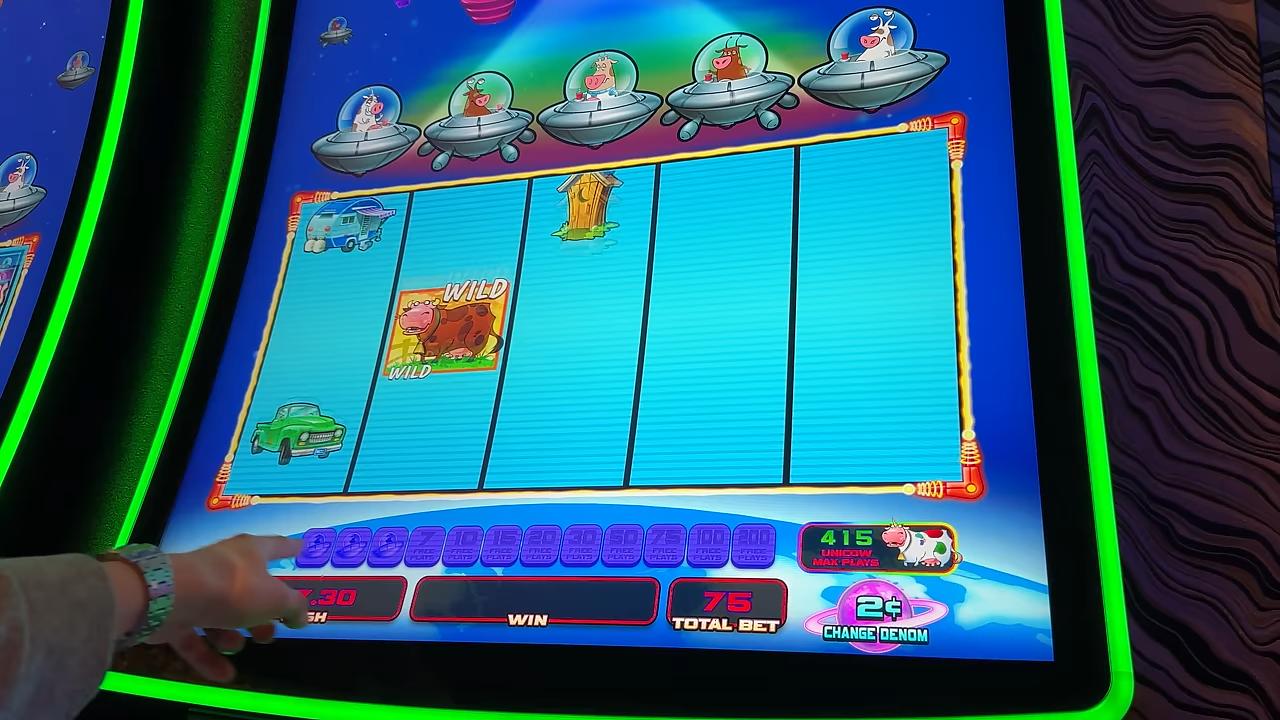 WILD
WILD
7 FREE PLAYS
10 FREE PLAYS
15 FREE PLAYS
20 FREE PLAYS
30 FREE PLAYS
50 FREE PLAYS
75 FREE PLAYS
100 FREE PLAYS
200 FREE PLAYS
415
UNICOW
MAX PLAYS
.30
WIN
75
TOTAL BET
2¢
CHANGE DENOM